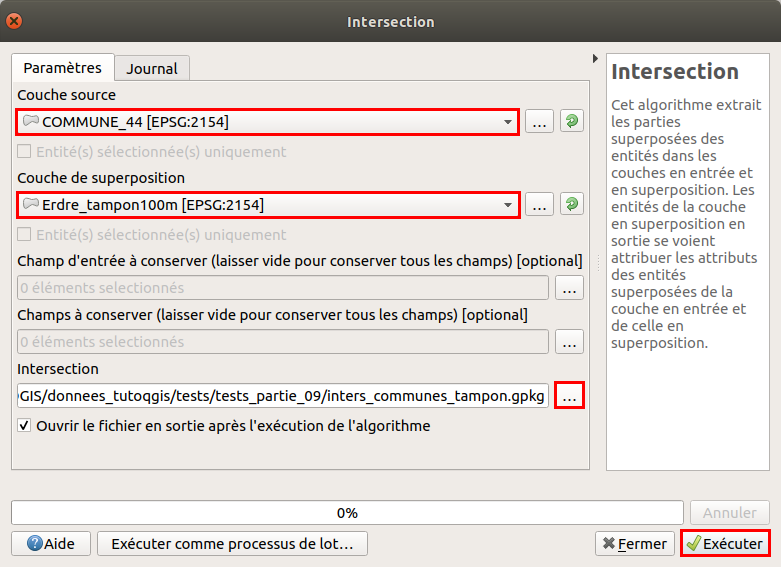 Intersection
Paramètres
Journal
Couche source
COMMUNE_44 [EPSG:2154]
...
Entité(s) sélectionnée(s) uniquement
Couche de superposition
Erdre_tampon100m [EPSG:2154]
...
Entité(s) sélectionnée(s) uniquement
Champ d'entrée à conserver (laisser vide pour conserver tous les champs) [optional]
0 éléments selectionnés
...
Champs à conserver (laisser vide pour conserver tous les champs) [optional]
0 éléments selectionnés
...
Intersection
GIS/donnees_tutoqgis/tests/tests_partie_09/inters_communes_tampon.gpkg
...
Ouvrir le fichier en sortie après l'exécution de l'algorithme
Intersection
Cet algorithme extrait
les parties
superposées des
entités dans les
couches en entrée et
en superposition. Les
entités de la couche
en superposition en
sortie se voient
attribuer les attributs
des entités
superposées de la
couche en entrée et
de celle en
superposition.
0%
Annuler
Aide
Exécuter comme processus de lot...
Fermer
Exécuter